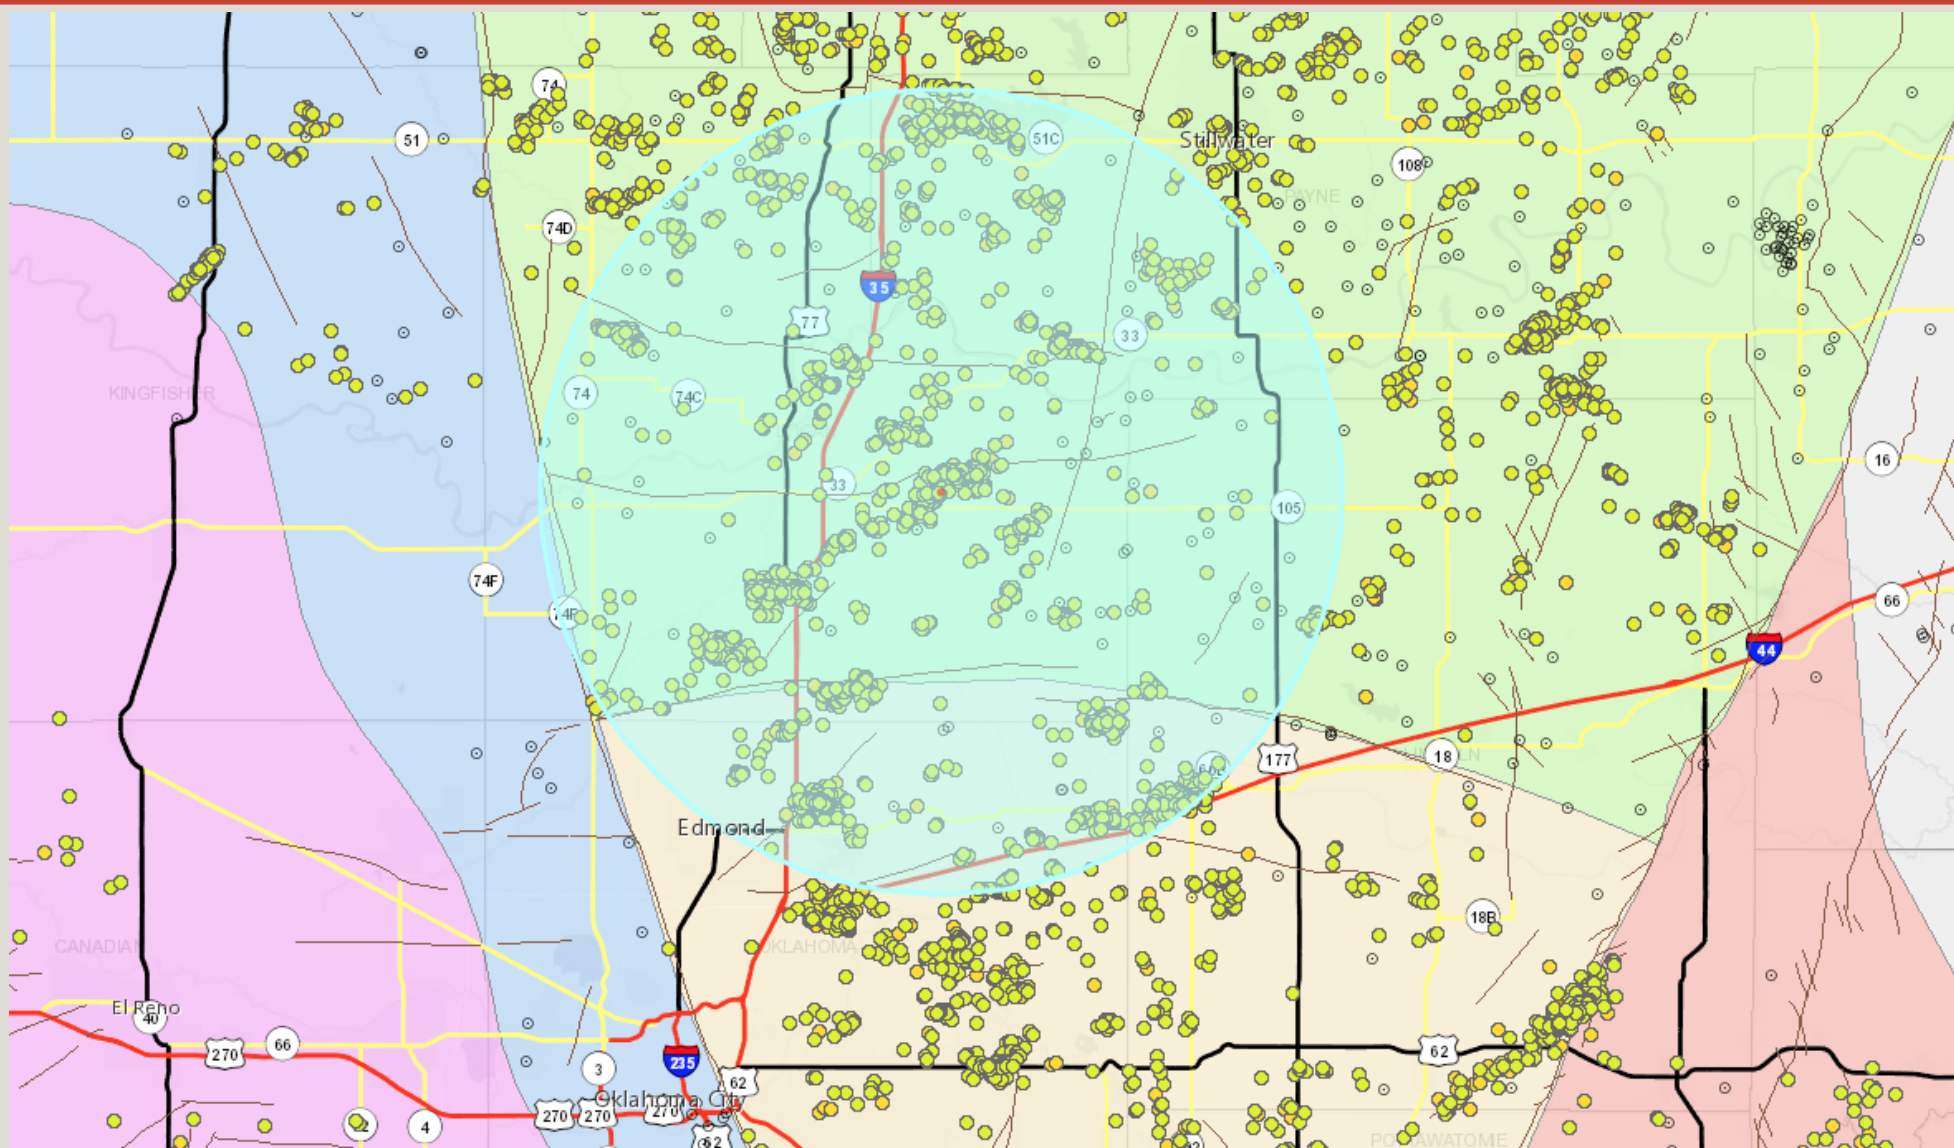 74
51
51C
Stillwater
108
PAYNE
74D
35
77
33
KINGFISHER
74
74C
16
33
105
74F
66
44
177
18
Edmond
18B
CANADIAN
OKLAHOMA
El Reno
40
270
66
62
235
3
62
Oklahoma City
270
270
270
4
62
POTTAWATOMIE